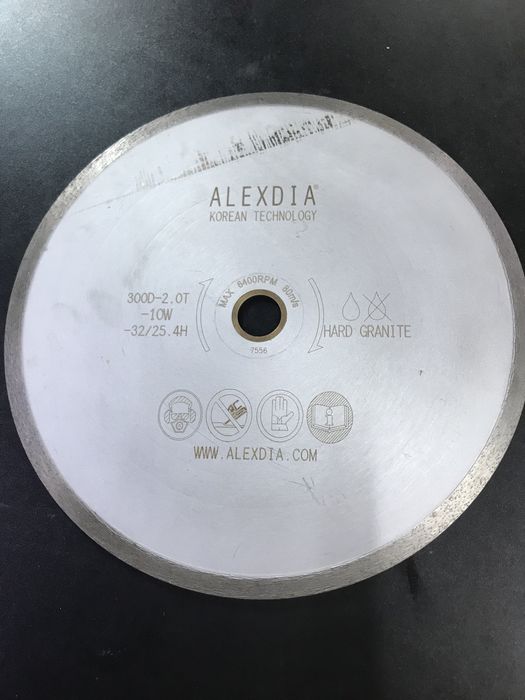 ALEXDIA®
KOREAN TECHNOLOGY
MAX 6400RPM 80m/s
300D-2.0T
-10W
-32/25.4H
HARD GRANITE
7556
WWW.ALEXDIA.COM